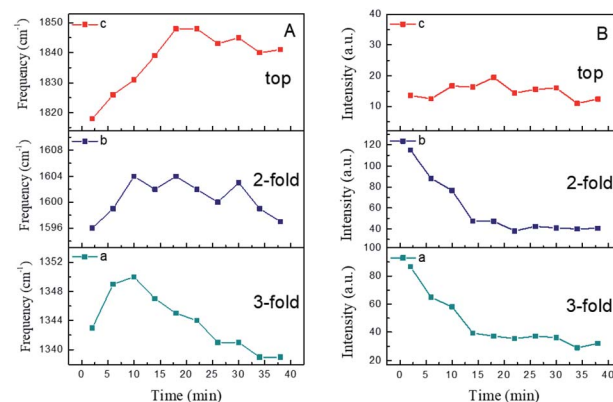 A
c
top
Frequency (cm⁻¹)
1850
1840
1830
1820
b
2-fold
Frequency (cm⁻¹)
1608
1604
1600
1596
a
3-fold
Frequency (cm⁻¹)
1352
1348
1344
1340
0 5 10 15 20 25 30 35 40
Time (min)
B
c
top
Intensity (a.u.)
40
30
20
10
b
2-fold
Intensity (a.u.)
120
100
80
60
40
a
3-fold
Intensity (a.u.)
100
80
60
40
20
0 5 10 15 20 25 30 35 40
Time (min)